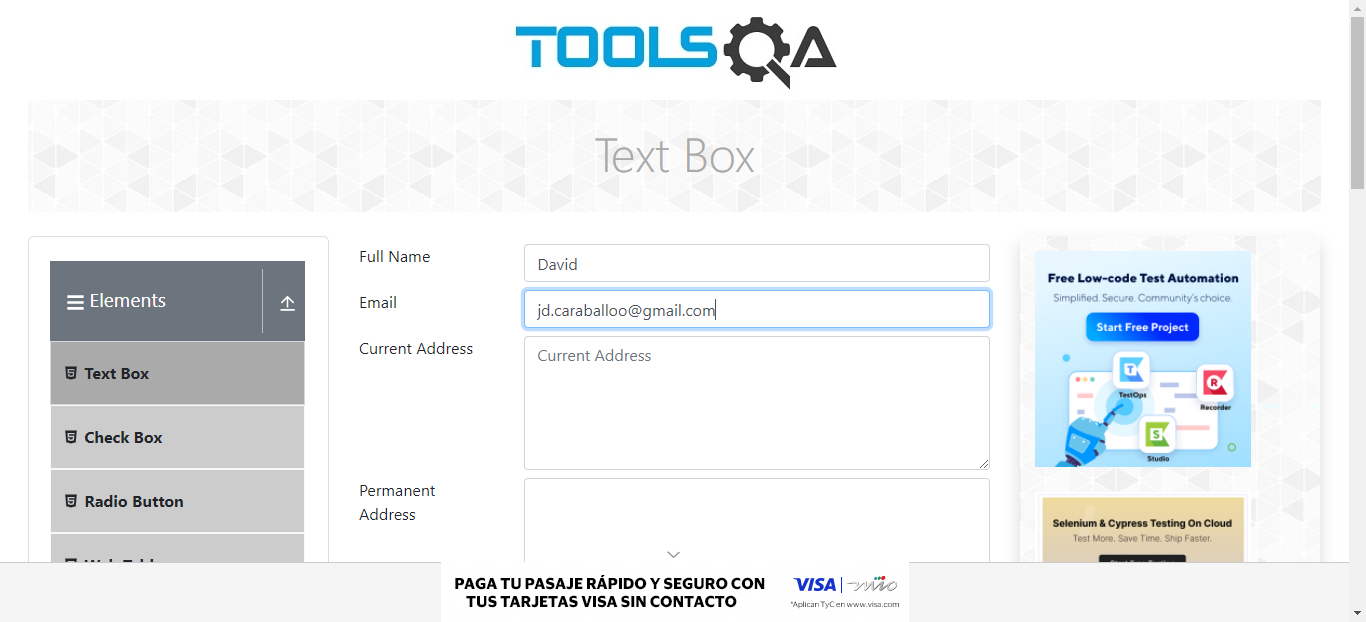 TOOLSQA
Text Box
Elements
Text Box
Check Box
Radio Button
Full Name
David
Email
jd.caraballoo@gmail.com
Current Address
Current Address
Permanent
Address
Free Low-code Test Automation
Simplified. Secure. Community's choice.
Start Free Project
T
TestOps
R
Recorder
S
Studio
Selenium & Cypress Testing On Cloud
Test More. Save Time. Ship Faster.
PAGA TU PASAJE RÁPIDO Y SEGURO CON
TUS TARJETAS VISA SIN CONTACTO
VISA | mio
*Aplican TyC en www.visa.com